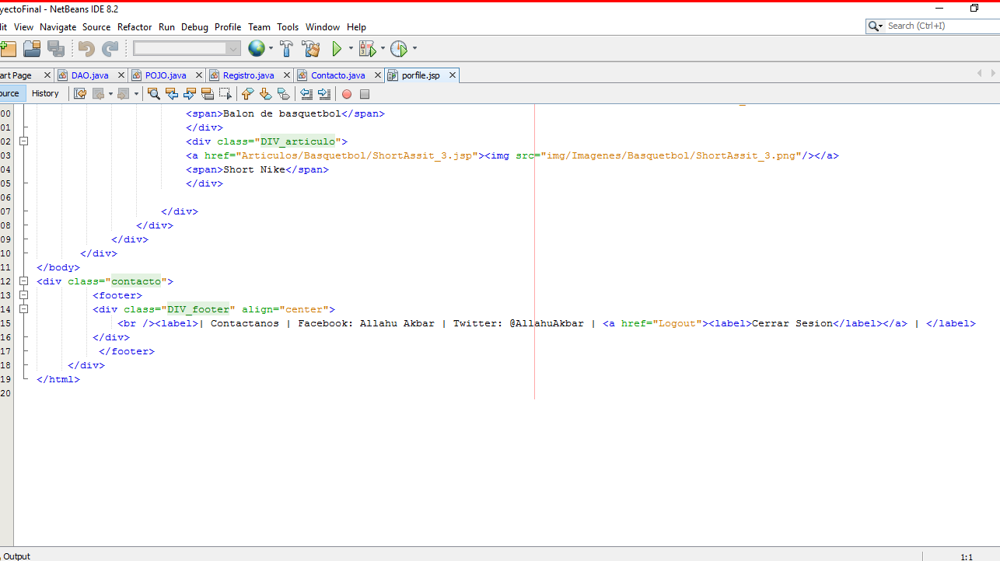 yectoFinal - NetBeans IDE 8.2
lit View Navigate Source Refactor Run Debug Profile Team Tools Window Help
Search (Ctrl+I)
art Page DAO.java POJO.java Registro.java Contacto.java porfile.jsp
ource History
00 <span>Balon de basquetbol</span>
01 </div>
02 <div class="DIV_articulo">
03 <a href="Articulos/Basquetbol/ShortAssit_3.jsp"><img src="img/Imagenes/Basquetbol/ShortAssit_3.png"/></a>
04 <span>Short Nike</span>
05 </div>
06
07 </div>
08 </div>
09 </div>
10 </div>
11 </body>
12 <div class="contacto">
13 <footer>
14 <div class="DIV_footer" align="center">
15 <br /><label>| Contactanos | Facebook: Allahu Akbar | Twitter: @AllahuAkbar | <a href="Logout"><label>Cerrar Sesion</label></a> | </label>
16 </div>
17 </footer>
18 </div>
19 </html>
20
Output
1:1